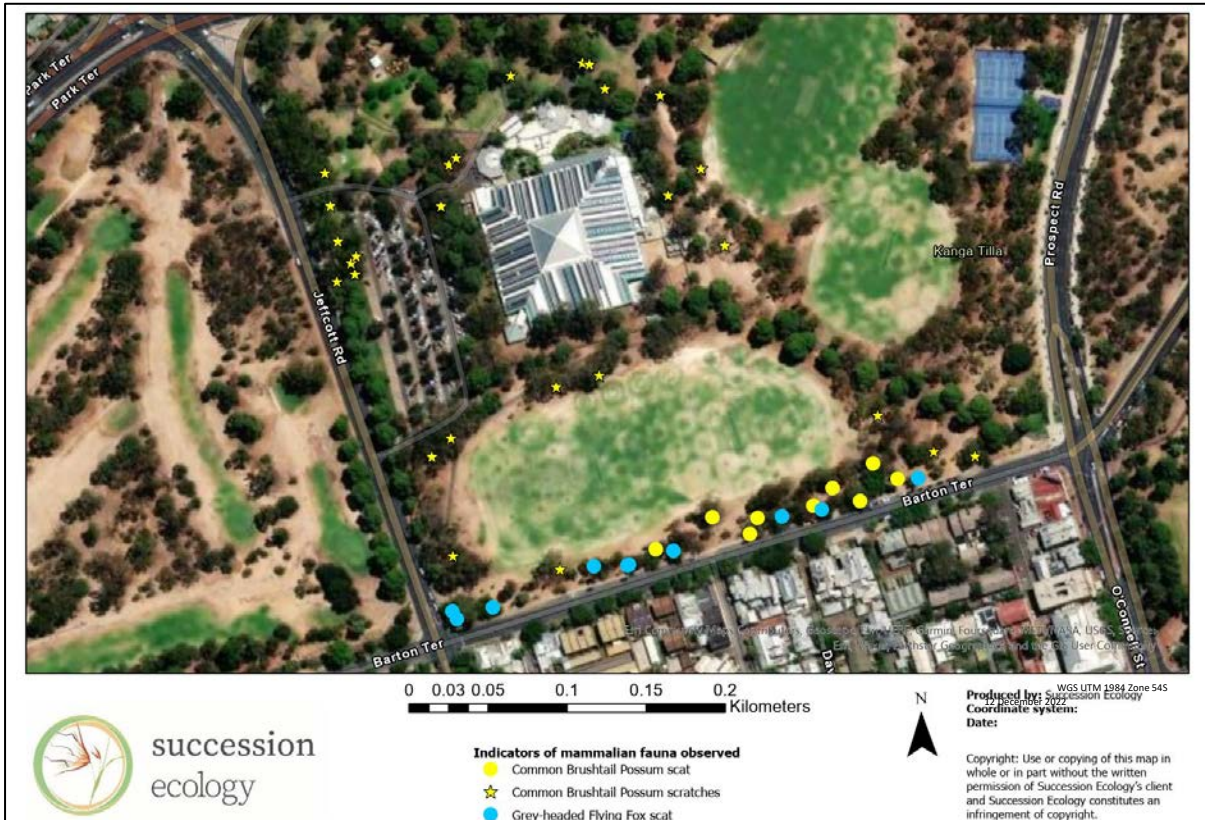 Park Ter
Park Ter
Jeffcott Rd
Kanga Tilla
Prospect Rd
Barton Ter
Barton Ter
O'Connell St
Dav
0 0.03 0.05 0.1 0.15 0.2
Kilometers
N
succession
ecology
Indicators of mammalian fauna observed
Common Brushtail Possum scat
Common Brushtail Possum scratches
Grey-headed Flying Fox scat
WGS UTM 1984 Zone 54S
Produced by: Succession Ecology
12 December 2022
Coordinate system:
Date:
Copyright: Use or copying of this map in
whole or in part without the written
permission of Succession Ecology's client
and Succession Ecology constitutes an
infringement of copyright.